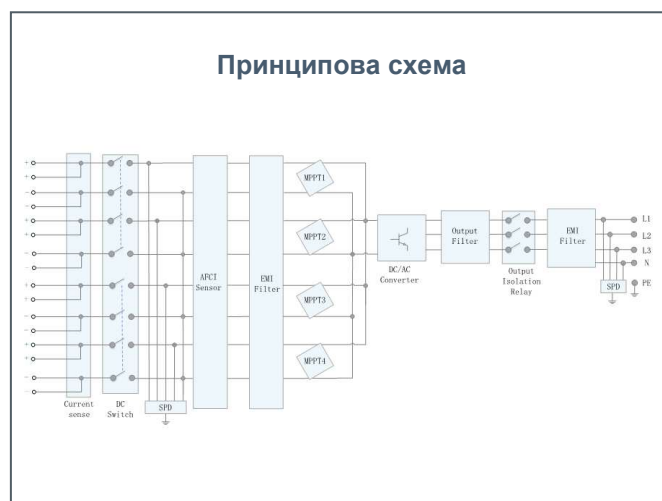 Принципова схема
+
+
-
-
+
+
-
-
+
+
-
-
+
+
-
-
Current
sense
DC
Switch
SPD
AFCI
Sensor
EMI
Filter
MPPT1
MPPT2
MPPT3
MPPT4
DC/AC
Converter
Output
Filter
Output
Isolation
Relay
EMI
Filter
SPD
L1
L2
L3
N
PE